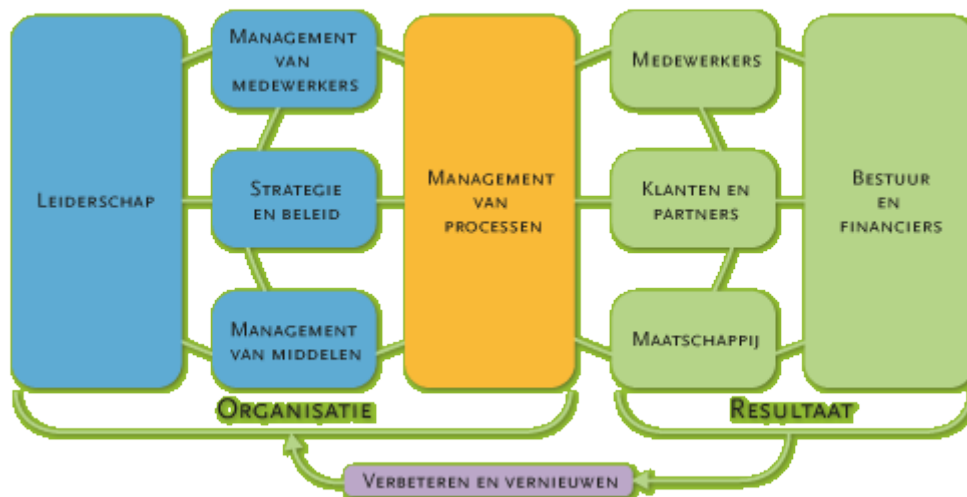 Management
van
medewerkers
Medewerkers
Leiderschap
Strategie
en beleid
Management
van
processen
Klanten en
partners
Bestuur
en
financiers
Management
van middelen
Maatschappij
Organisatie
Resultaat
Verbeteren en vernieuwen